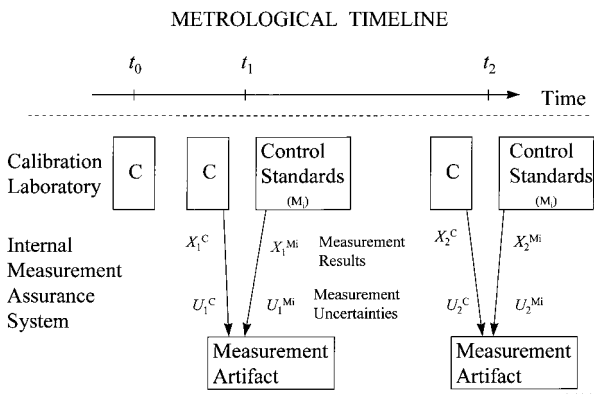 METROLOGICAL TIMELINE
t0 t1 t2
Time
Calibration
Laboratory
C
C
Control
Standards
(Mi)
C
Control
Standards
(Mi)
Internal
Measurement
Assurance
System
X1C X1Mi Measurement
Results
X2C X2Mi
U1C U1Mi Measurement
Uncertainties
U2C U2Mi
Measurement
Artifact
Measurement
Artifact